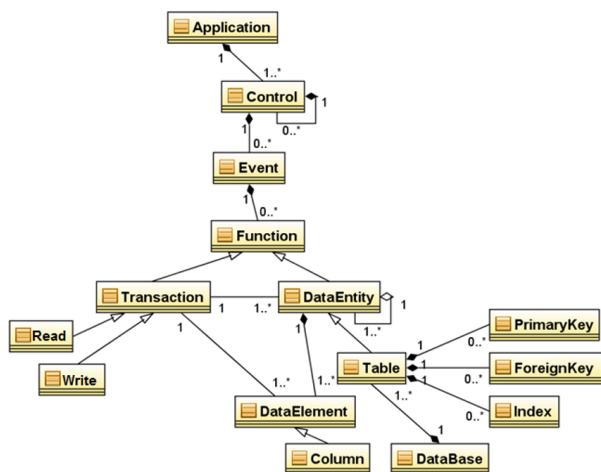 Application
1
1..*
Control
1
1
0..*
0..*
Event
1
0..*
Function
Transaction
1
1..*
DataEntity
1
1..*
PrimaryKey
1
0..*
Read
1
1
ForeignKey
Write
Table
1
0..*
1
Index
1..*
1..*
1..*
0..*
DataElement
1
Column
DataBase